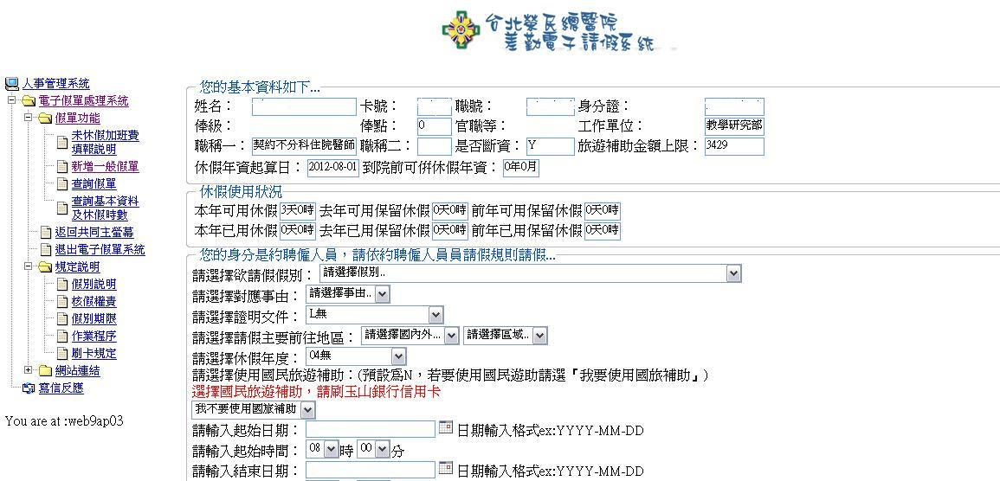 台北榮民總醫院
差勤電子請假系統
人事管理系統
電子假單處理系統
假單功能
未休假加班費
填報說明
新增一般假單
查詢假單
查詢基本資料
及休假時數
返回共同主螢幕
退出電子假單系統
規定說明
假別說明
核假權責
假別期限
作業程序
刷卡規定
網站連結
寫信反應
You are at :web9ap03
您的基本資料如下...
姓名： 卡號： 職號： 身分證：
俸級： 俸點： 0 官職等： 工作單位： 教學研究部
職稱一： 契約不分科住院醫師 職稱二： 是否斷資： Y 旅遊補助金額上限： 3429
休假年資起算日： 2012-08-01 到院前可併休假年資： 0年0月
休假使用狀況
本年可用休假 3天0時 去年可用保留休假 0天0時 前年可用保留休假 0天0時
本年已用休假 0天0時 去年已用保留休假 0天0時 前年已用保留休假 0天0時
您的身分是約聘僱人員，請依約聘僱人員員請假規則請假...
請選擇欲請假假別： 請選擇假別..
請選擇對應事由： 請選擇事由..
請選擇證明文件： L無
請選擇請假主要前往地區： 請選擇國內外... 請選擇區域..
請選擇休假年度： 04無
請選擇使用國民旅遊補助：(預設為N，若要使用國民遊助請選『我要使用國旅補助』)
選擇國民旅遊補助，請刷玉山銀行信用卡
我不要使用國旅補助
請輸入起始日期： 日期輸入格式ex:YYYY-MM-DD
請輸入起始時間： 08 時 00 分
請輸入結束日期： 日期輸入格式ex:YYYY-MM-DD